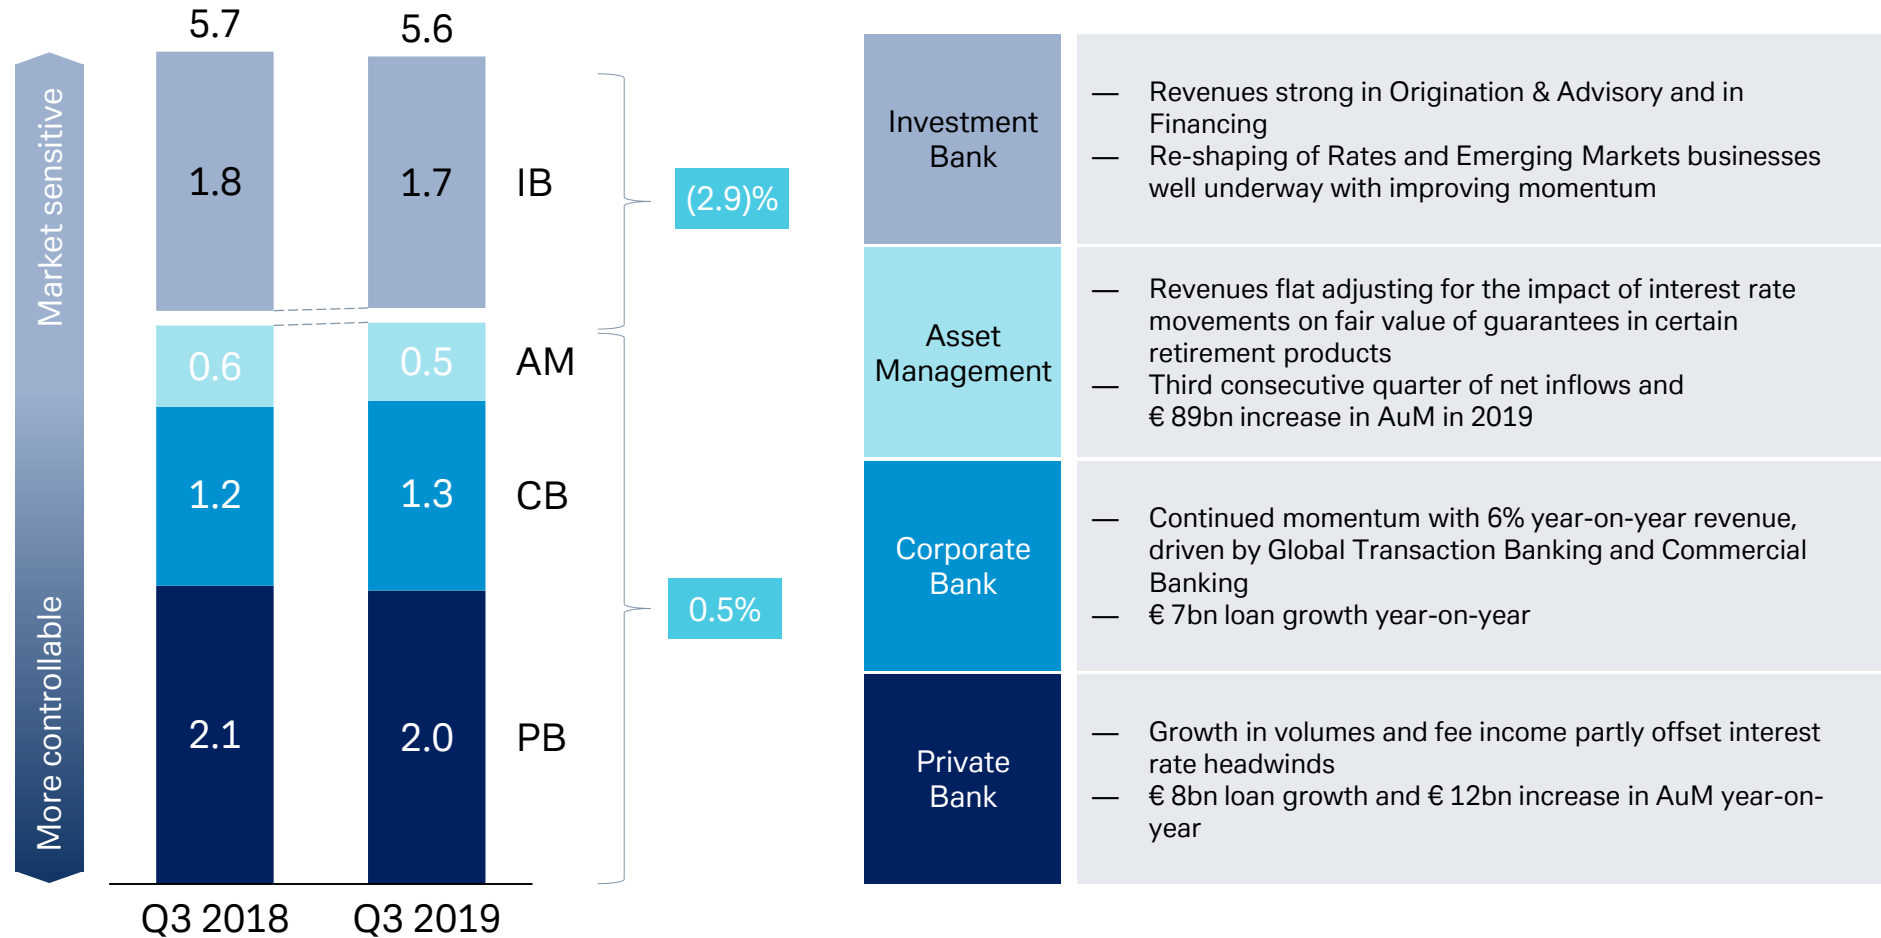 Market sensitive
More controllable
5.7
5.6
1.8
1.7
IB
(2.9)%
0.6
0.5
AM
1.2
1.3
CB
0.5%
2.1
2.0
PB
Q3 2018
Q3 2019
Investment
Bank
— Revenues strong in Origination & Advisory and in
Financing
— Re-shaping of Rates and Emerging Markets businesses
well underway with improving momentum
Asset
Management
— Revenues flat adjusting for the impact of interest rate
movements on fair value of guarantees in certain
retirement products
— Third consecutive quarter of net inflows and
€ 89bn increase in AuM in 2019
Corporate
Bank
— Continued momentum with 6% year-on-year revenue,
driven by Global Transaction Banking and Commercial
Banking
— € 7bn loan growth year-on-year
Private
Bank
— Growth in volumes and fee income partly offset interest
rate headwinds
— € 8bn loan growth and € 12bn increase in AuM year-on-
year